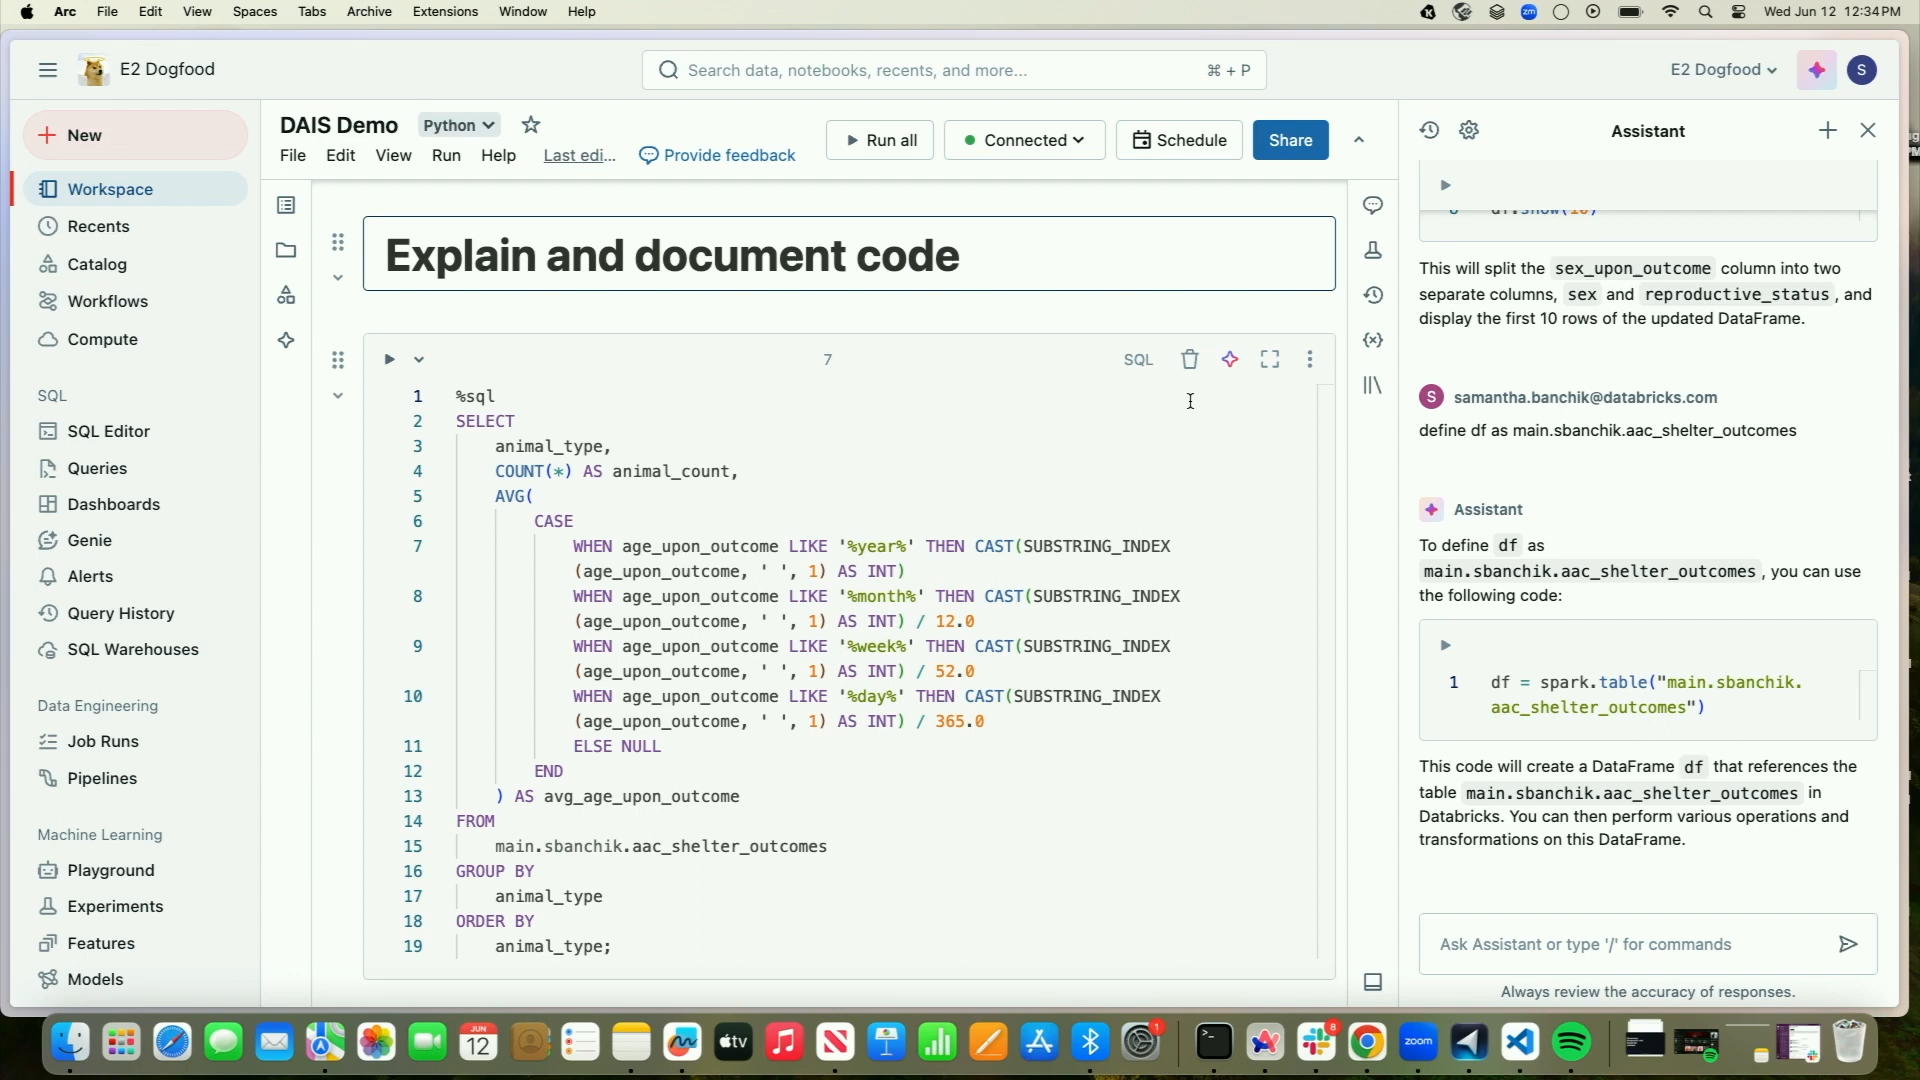 Arc File Edit View Spaces Tabs Archive Extensions Window Help
zm
Wed Jun 12 12:34 PM
E2 Dogfood
Search data, notebooks, recents, and more...
⌘ + P
E2 Dogfood
S
New
Workspace
Recents
Catalog
Workflows
Compute
SQL
SQL Editor
Queries
Dashboards
Genie
Alerts
Query History
SQL Warehouses
Data Engineering
Job Runs
Pipelines
Machine Learning
Playground
Experiments
Features
Models
DAIS Demo Python
File Edit View Run Help Last edi... Provide feedback
Run all
Connected
Schedule
Share
Explain and document code
7
SQL
1 %sql
2 SELECT
3 animal_type,
4 COUNT(*) AS animal_count,
5 AVG(
6 CASE
7 WHEN age_upon_outcome LIKE '%year%' THEN CAST(SUBSTRING_INDEX
(age_upon_outcome, ' ', 1) AS INT)
8 WHEN age_upon_outcome LIKE '%month%' THEN CAST(SUBSTRING_INDEX
(age_upon_outcome, ' ', 1) AS INT) / 12.0
9 WHEN age_upon_outcome LIKE '%week%' THEN CAST(SUBSTRING_INDEX
(age_upon_outcome, ' ', 1) AS INT) / 52.0
10 WHEN age_upon_outcome LIKE '%day%' THEN CAST(SUBSTRING_INDEX
(age_upon_outcome, ' ', 1) AS INT) / 365.0
11 ELSE NULL
12 END
13 ) AS avg_age_upon_outcome
14 FROM
15 main.sbanchik.aac_shelter_outcomes
16 GROUP BY
17 animal_type
18 ORDER BY
19 animal_type;
Assistant
This will split the sex_upon_outcome column into two
separate columns, sex and reproductive_status, and
display the first 10 rows of the updated DataFrame.
S samantha.banchik@databricks.com
define df as main.sbanchik.aac_shelter_outcomes
Assistant
To define df as
main.sbanchik.aac_shelter_outcomes, you can use
the following code:
1 df = spark.table("main.sbanchik.
aac_shelter_outcomes")
This code will create a DataFrame df that references the
table main.sbanchik.aac_shelter_outcomes in
Databricks. You can then perform various operations and
transformations on this DataFrame.
Ask Assistant or type '/' for commands
Always review the accuracy of responses.
JUN
12
tv
1
8
zoom